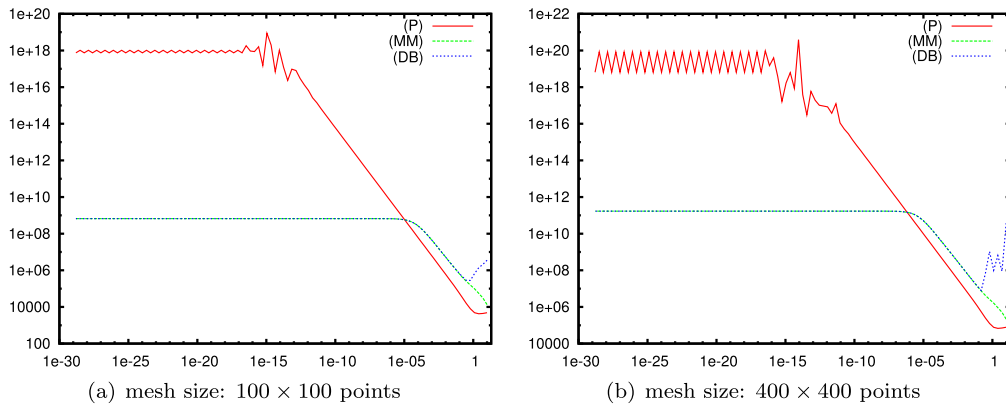 1e+20
1e+18
1e+16
1e+14
1e+12
1e+10
1e+08
1e+06
10000
100
1e-30 1e-25 1e-20 1e-15 1e-10 1e-05 1
(P)
(MM)
(DB)
(a) mesh size: 100 × 100 points
1e+22
1e+20
1e+18
1e+16
1e+14
1e+12
1e+10
1e+08
1e+06
10000
1e-30 1e-25 1e-20 1e-15 1e-10 1e-05 1
(P)
(MM)
(DB)
(b) mesh size: 400 × 400 points